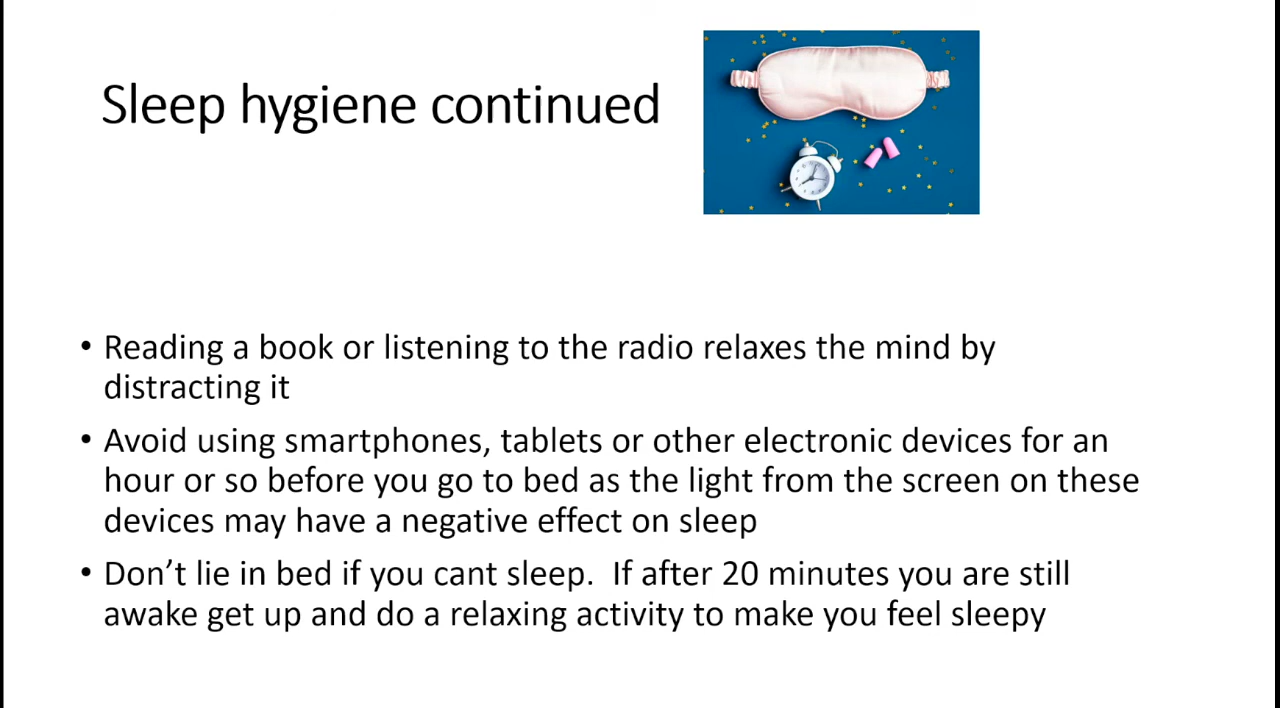 Sleep hygiene continued
• Reading a book or listening to the radio relaxes the mind by
distracting it
• Avoid using smartphones, tablets or other electronic devices for an
hour or so before you go to bed as the light from the screen on these
devices may have a negative effect on sleep
• Don’t lie in bed if you cant sleep.  If after 20 minutes you are still
awake get up and do a relaxing activity to make you feel sleepy